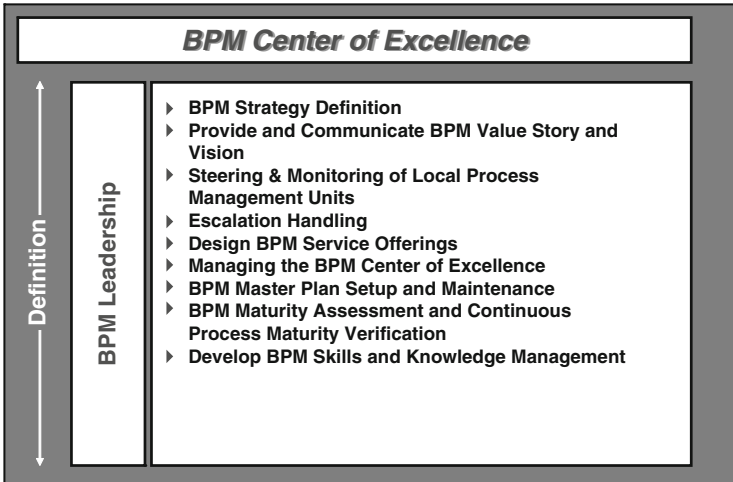 BPM Center of Excellence
Definition
BPM Leadership
BPM Strategy Definition
Provide and Communicate BPM Value Story and
Vision
Steering & Monitoring of Local Process
Management Units
Escalation Handling
Design BPM Service Offerings
Managing the BPM Center of Excellence
BPM Master Plan Setup and Maintenance
BPM Maturity Assessment and Continuous
Process Maturity Verification
Develop BPM Skills and Knowledge Management